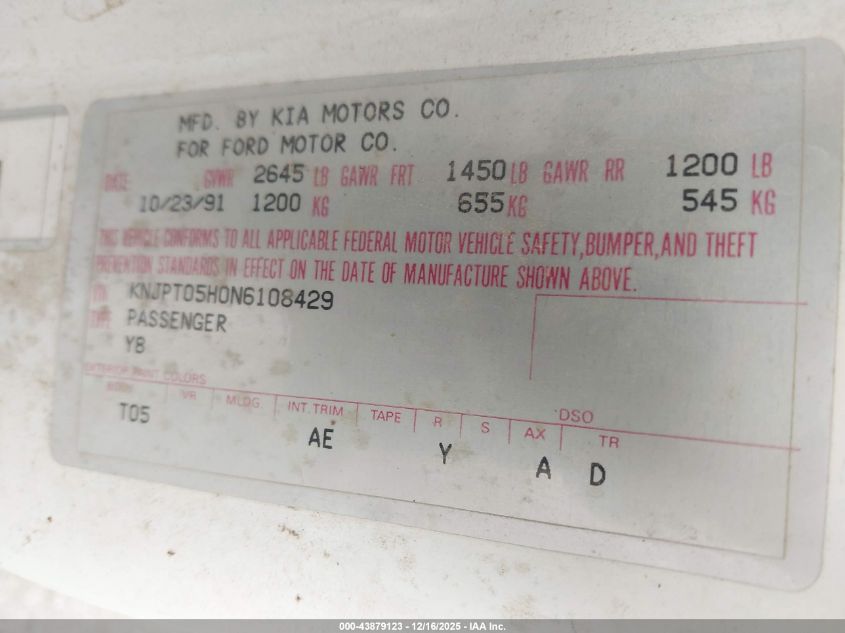 MFD. BY KIA MOTORS CO.
FOR FORD MOTOR CO.
DATE GVWR 2645 LB GAWR FRT 1450 LB GAWR RR 1200 LB
10/23/91 1200 KG 655 KG 545 KG
THIS VEHICLE CONFORMS TO ALL APPLICABLE FEDERAL MOTOR VEHICLE SAFETY, BUMPER, AND THEFT
PREVENTION STANDARDS IN EFFECT ON THE DATE OF MANUFACTURE SHOWN ABOVE.
VIN KNJPT05H0N6108429
TYPE PASSENGER
YB
EXTERIOR PAINT COLORS DSO
BODY VR MLDG. INT. TRIM TAPE R S AX TR
T05 AE Y A D
000-43879123 - 12/16/2025 - IAA Inc.